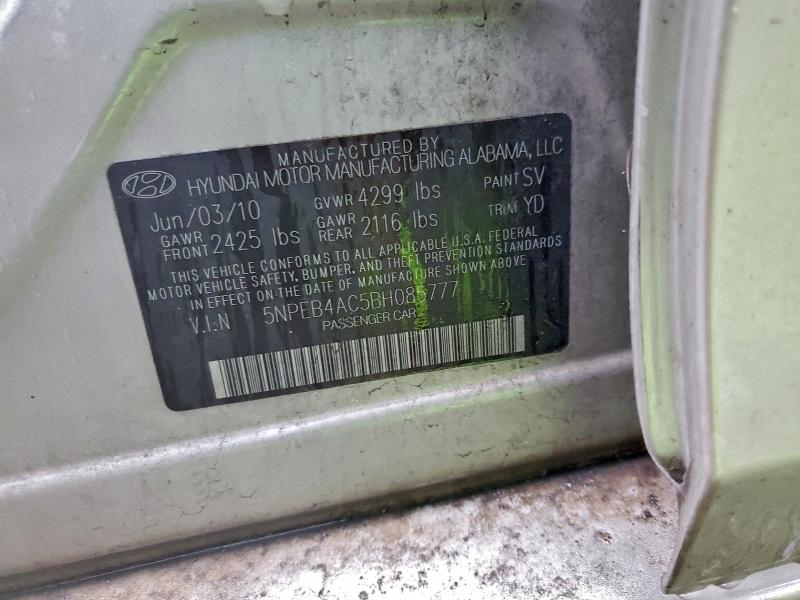 MANUFACTURED BY
HYUNDAI MOTOR MANUFACTURING ALABAMA, LLC
Jun/03/10 GVWR 4299 lbs PAINT SV
GAWR FRONT 2425 lbs GAWR REAR 2116 lbs TRIM YD
THIS VEHICLE CONFORMS TO ALL APPLICABLE U.S.A. FEDERAL
MOTOR VEHICLE SAFETY, BUMPER, AND THEFT PREVENTION STANDARDS
IN EFFECT ON THE DATE OF MANUFACTURE SHOWN ABOVE
V.I.N 5NPEB4AC5BH085777
PASSENGER CAR